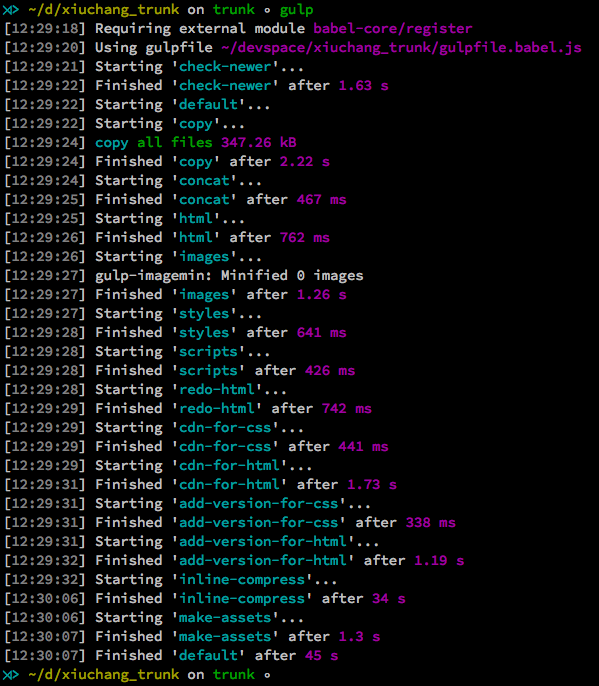 ⋊> ~/d/xiuchang_trunk on trunk ∘ gulp
[12:29:18] Requiring external module babel-core/register
[12:29:20] Using gulpfile ~/devspace/xiuchang_trunk/gulpfile.babel.js
[12:29:21] Starting 'check-newer'...
[12:29:22] Finished 'check-newer' after 1.63 s
[12:29:22] Starting 'default'...
[12:29:22] Starting 'copy'...
[12:29:24] copy all files 347.26 kB
[12:29:24] Finished 'copy' after 2.22 s
[12:29:24] Starting 'concat'...
[12:29:25] Finished 'concat' after 467 ms
[12:29:25] Starting 'html'...
[12:29:26] Finished 'html' after 762 ms
[12:29:26] Starting 'images'...
[12:29:27] gulp-imagemin: Minified 0 images
[12:29:27] Finished 'images' after 1.26 s
[12:29:27] Starting 'styles'...
[12:29:28] Finished 'styles' after 641 ms
[12:29:28] Starting 'scripts'...
[12:29:28] Finished 'scripts' after 426 ms
[12:29:28] Starting 'redo-html'...
[12:29:29] Finished 'redo-html' after 742 ms
[12:29:29] Starting 'cdn-for-css'...
[12:29:29] Finished 'cdn-for-css' after 441 ms
[12:29:29] Starting 'cdn-for-html'...
[12:29:31] Finished 'cdn-for-html' after 1.73 s
[12:29:31] Starting 'add-version-for-css'...
[12:29:31] Finished 'add-version-for-css' after 338 ms
[12:29:31] Starting 'add-version-for-html'...
[12:29:32] Finished 'add-version-for-html' after 1.19 s
[12:29:32] Starting 'inline-compress'...
[12:30:06] Finished 'inline-compress' after 34 s
[12:30:06] Starting 'make-assets'...
[12:30:07] Finished 'make-assets' after 1.3 s
[12:30:07] Finished 'default' after 45 s
⋊> ~/d/xiuchang_trunk on trunk ∘